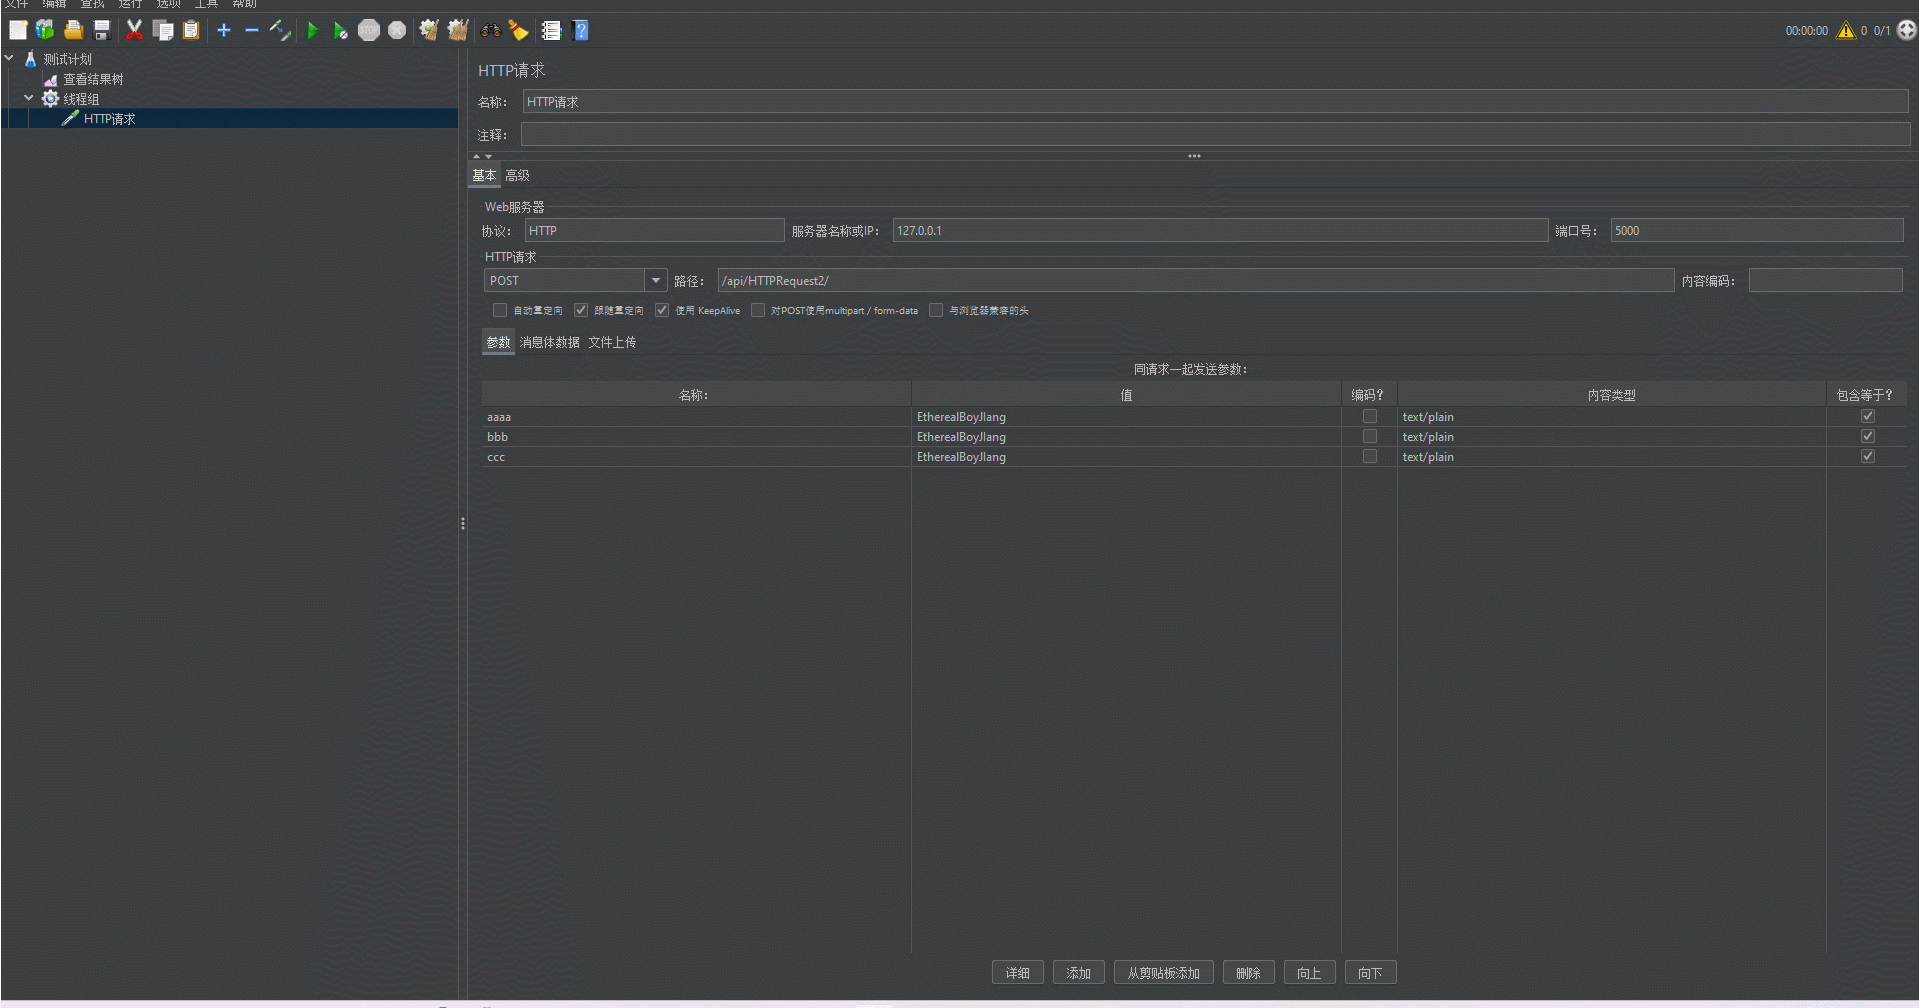 文件 编辑 查找 运行 选项 工具 帮助
STOP
00:00:00 0 0/1
测试计划
查看结果树
线程组
HTTP请求
HTTP请求
名称： HTTP请求
注释：
基本 高级
Web服务器
协议： HTTP 服务器名称或IP： 127.0.0.1 端口号： 5000
HTTP请求
POST 路径： /api/HTTPRequest2/ 内容编码：
自动重定向 跟随重定向 使用 KeepAlive 对POST使用multipart / form-data 与浏览器兼容的头
参数 消息体数据 文件上传
同请求一起发送参数：
名称： 值 编码？ 内容类型 包含等于？
aaaa EtherealBoyJIang text/plain
bbb EtherealBoyJIang text/plain
ccc EtherealBoyJIang text/plain
详细 添加 从剪贴板添加 删除 向上 向下